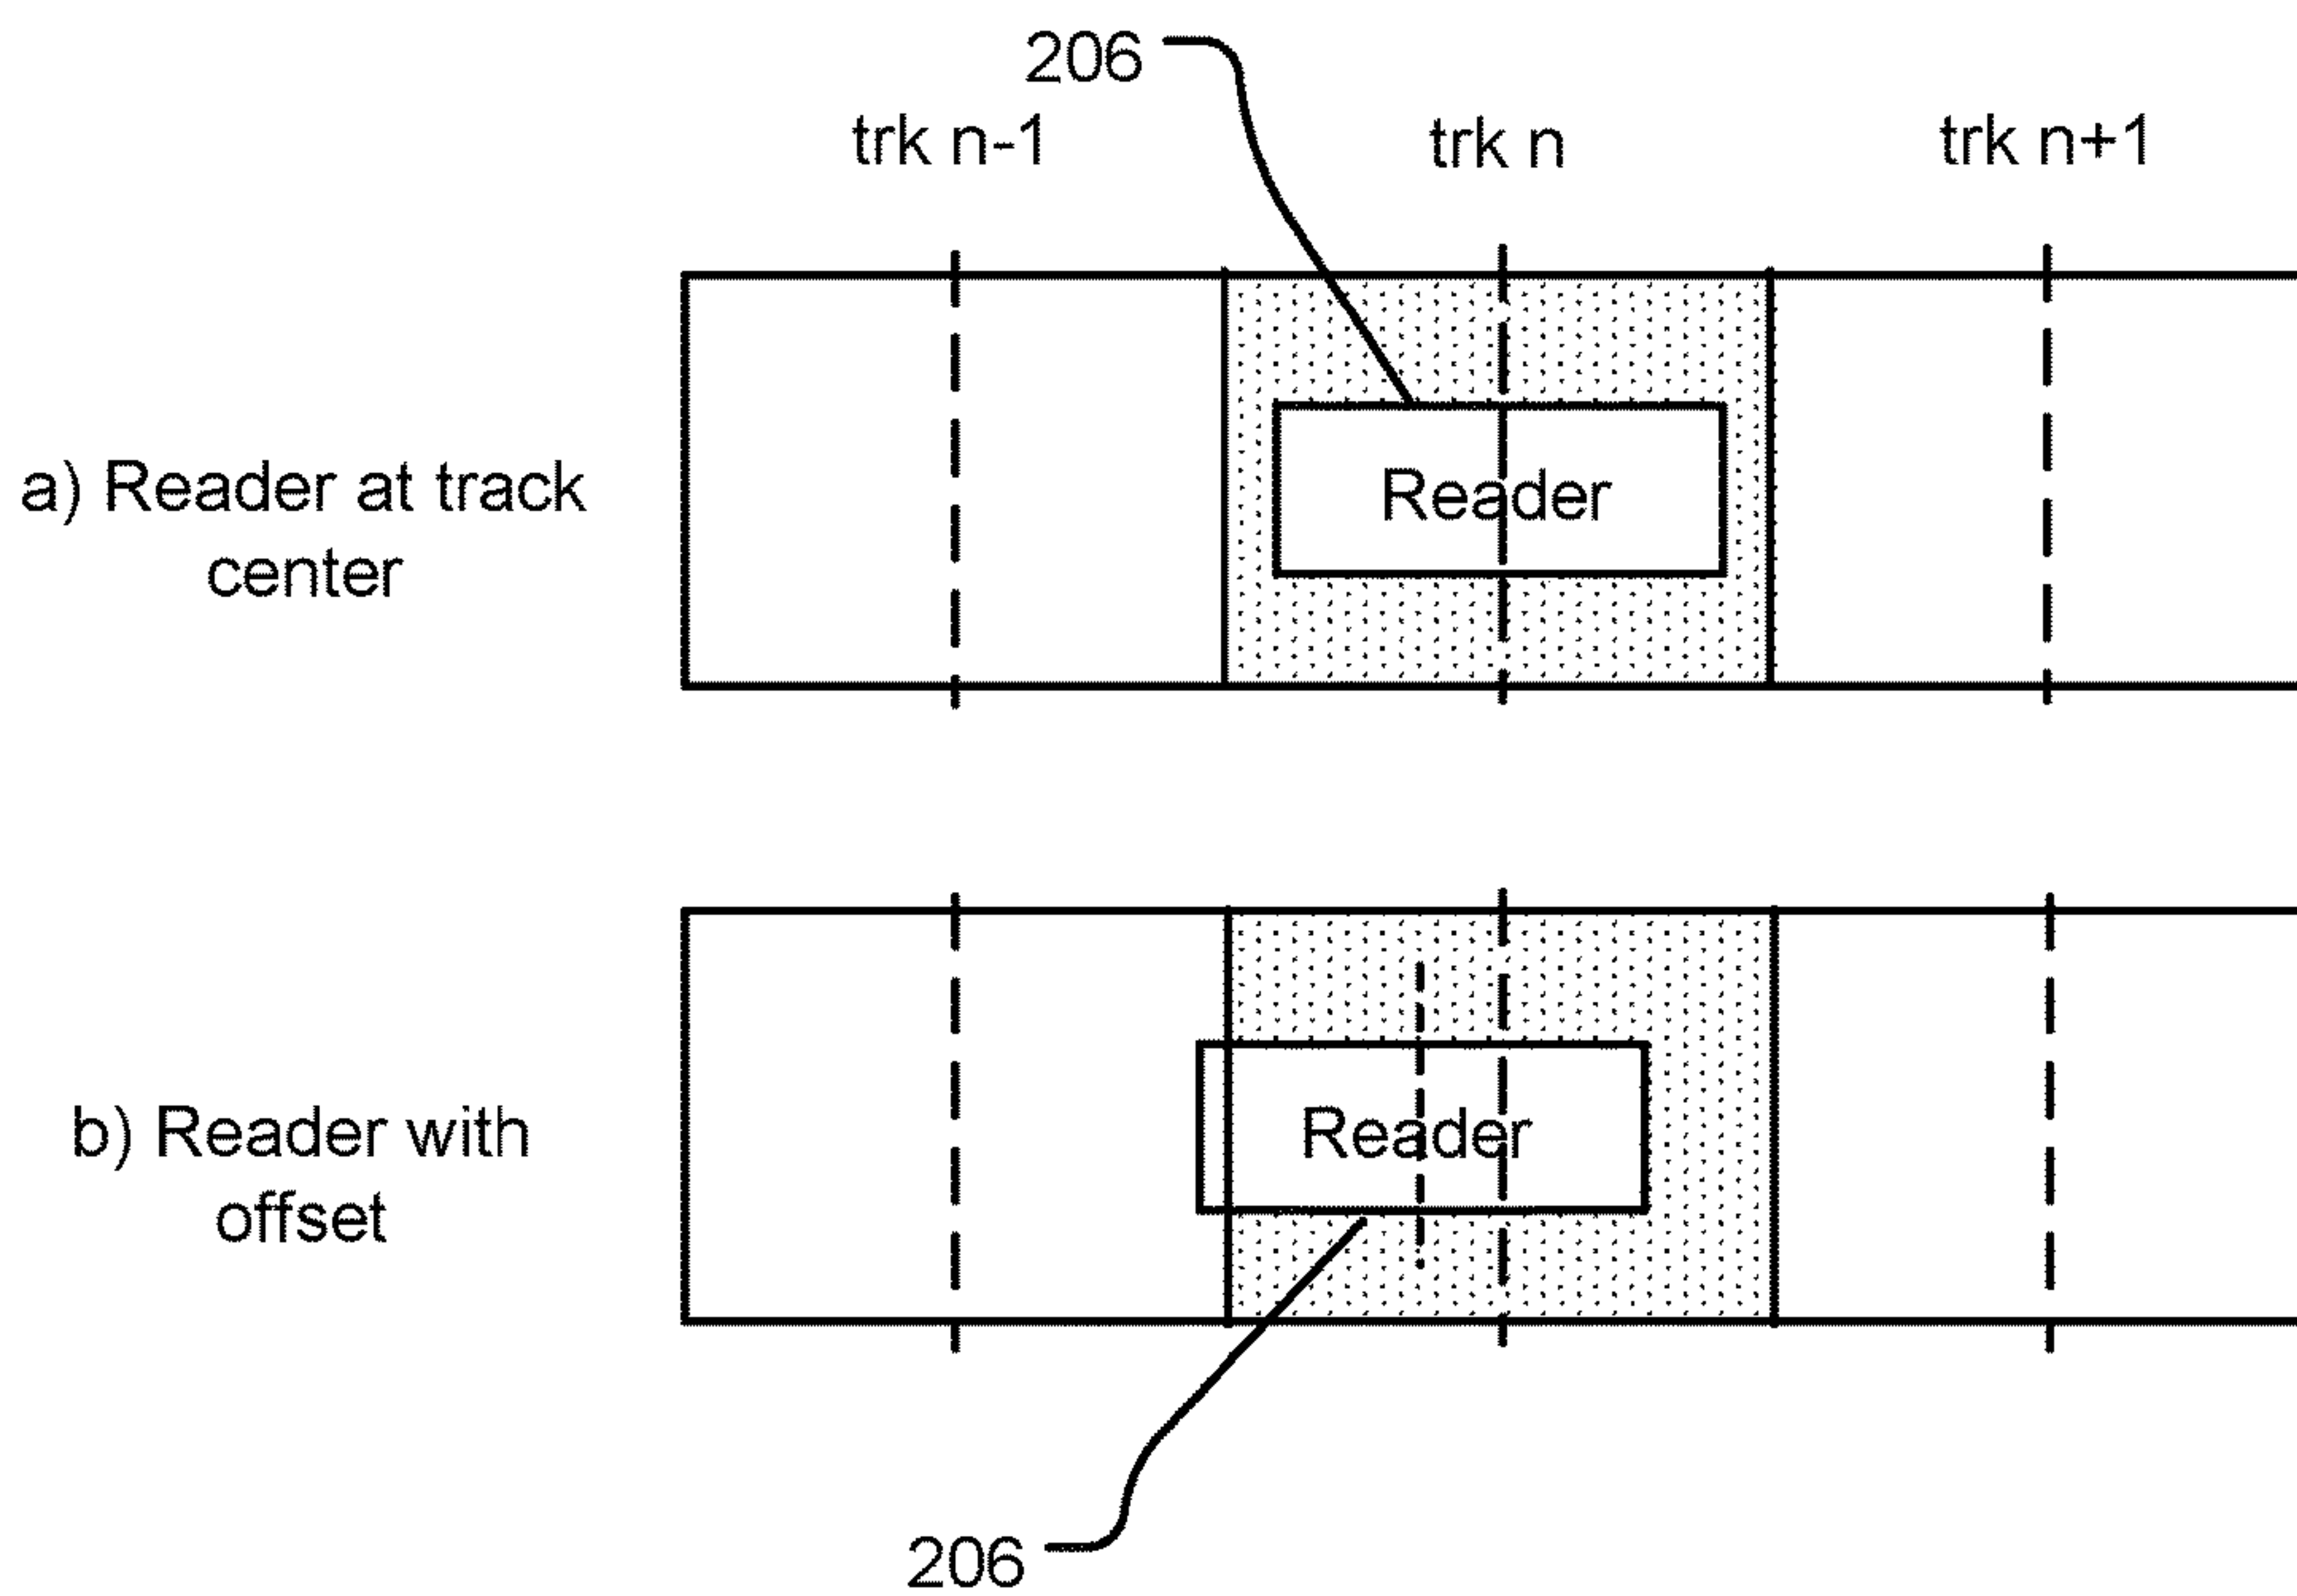 206
trk n-1
trk n
trk n+1
a) Reader at track
center
Reader
b) Reader with
offset
Reader
206